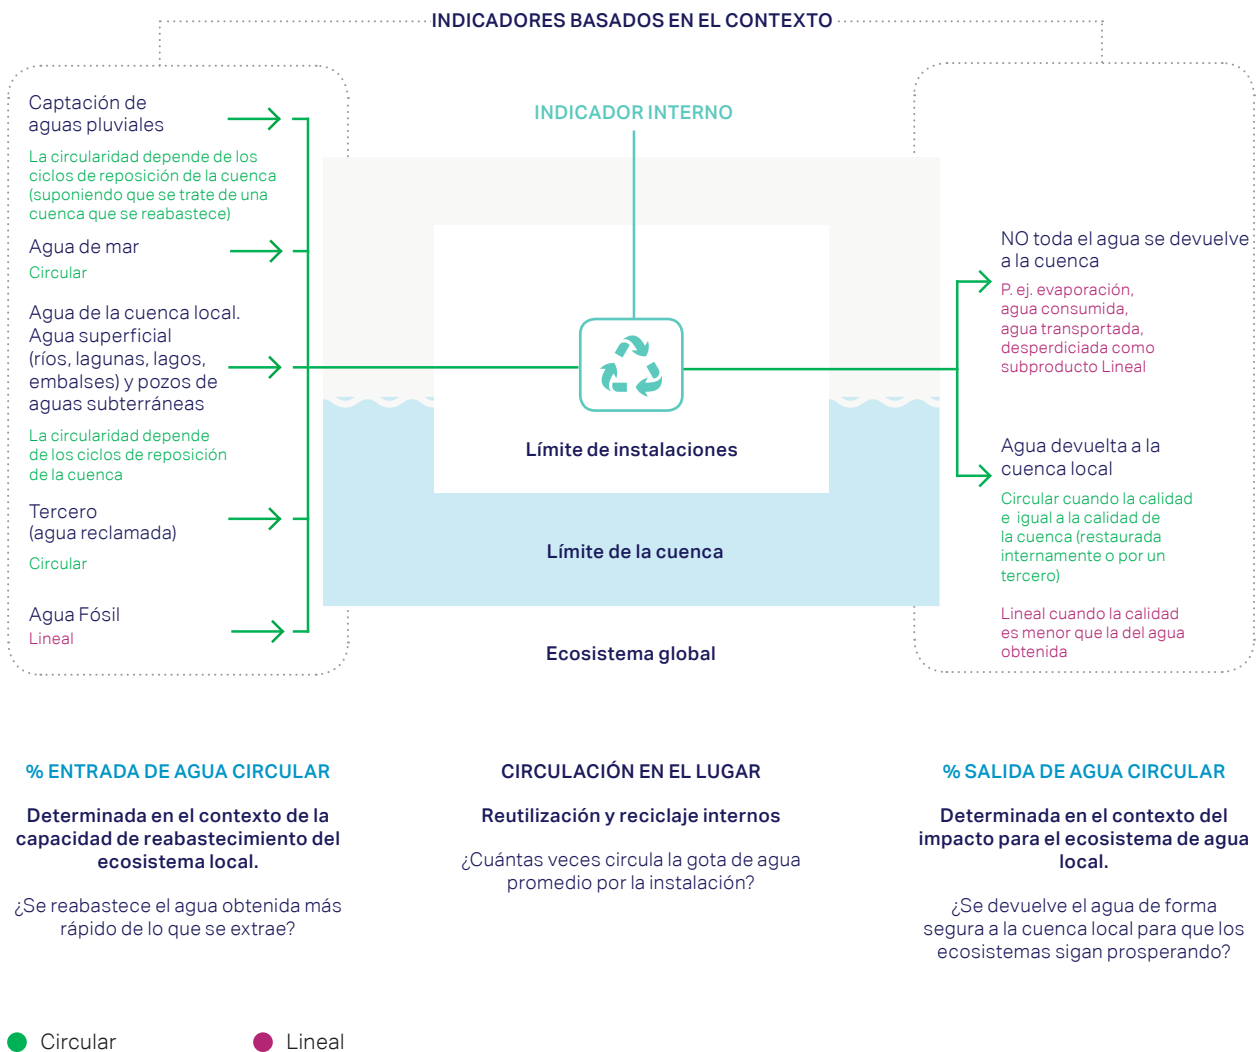 INDICADORES BASADOS EN EL CONTEXTO
Captación de
aguas pluviales
La circularidad depende de los
ciclos de reposición de la cuenca
(suponiendo que se trate de una
cuenca que se reabastece)
Agua de mar
Circular
Agua de la cuenca local.
Agua superficial
(ríos, lagunas, lagos,
embalses) y pozos de
aguas subterráneas
La circularidad depende
de los ciclos de reposición
de la cuenca
Tercero
(agua reclamada)
Circular
Agua Fósil
Lineal
INDICADOR INTERNO
Límite de instalaciones
Límite de la cuenca
Ecosistema global
NO toda el agua se devuelve
a la cuenca
P. ej. evaporación,
agua consumida,
agua transportada,
desperdiciada como
subproducto Lineal
Agua devuelta a la
cuenca local
Circular cuando la calidad
e igual a la calidad de
la cuenca (restaurada
internamente o por un
tercero)
Lineal cuando la calidad
es menor que la del agua
obtenida
% ENTRADA DE AGUA CIRCULAR
Determinada en el contexto de la
capacidad de reabastecimiento del
ecosistema local.
¿Se reabastece el agua obtenida más
rápido de lo que se extrae?
CIRCULACIÓN EN EL LUGAR
Reutilización y reciclaje internos
¿Cuántas veces circula la gota de agua
promedio por la instalación?
% SALIDA DE AGUA CIRCULAR
Determinada en el contexto del
impacto para el ecosistema de agua
local.
¿Se devuelve el agua de forma
segura a la cuenca local para que los
ecosistemas sigan prosperando?
Circular
Lineal